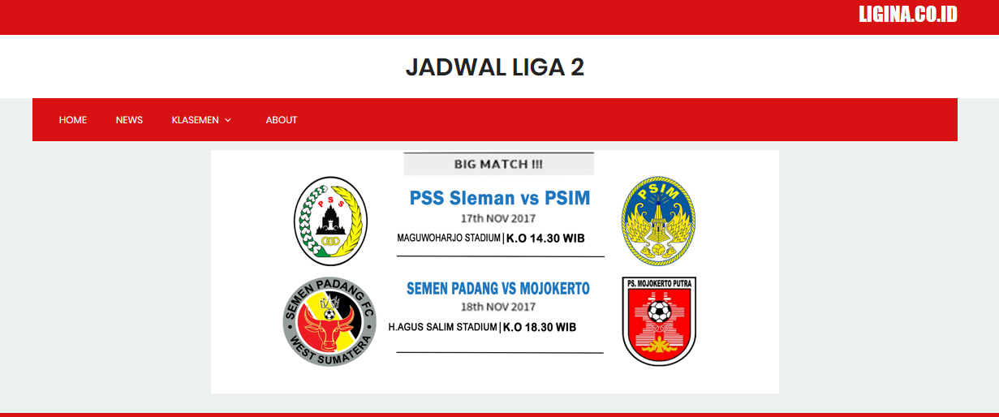 LIGINA.CO.ID
JADWAL LIGA 2
HOME NEWS KLASEMEN ABOUT
BIG MATCH !!!
PSS
PSS Sleman vs PSIM
17th NOV 2017
MAGUWOHARJO STADIUM|K.O 14.30 WIB
PSIM
SEMEN PADANG FC
WEST SUMATERA
SEMEN PADANG VS MOJOKERTO
18th NOV 2017
H.AGUS SALIM STADIUM|K.O 18.30 WIB
PS. MOJOKERTO PUTRA